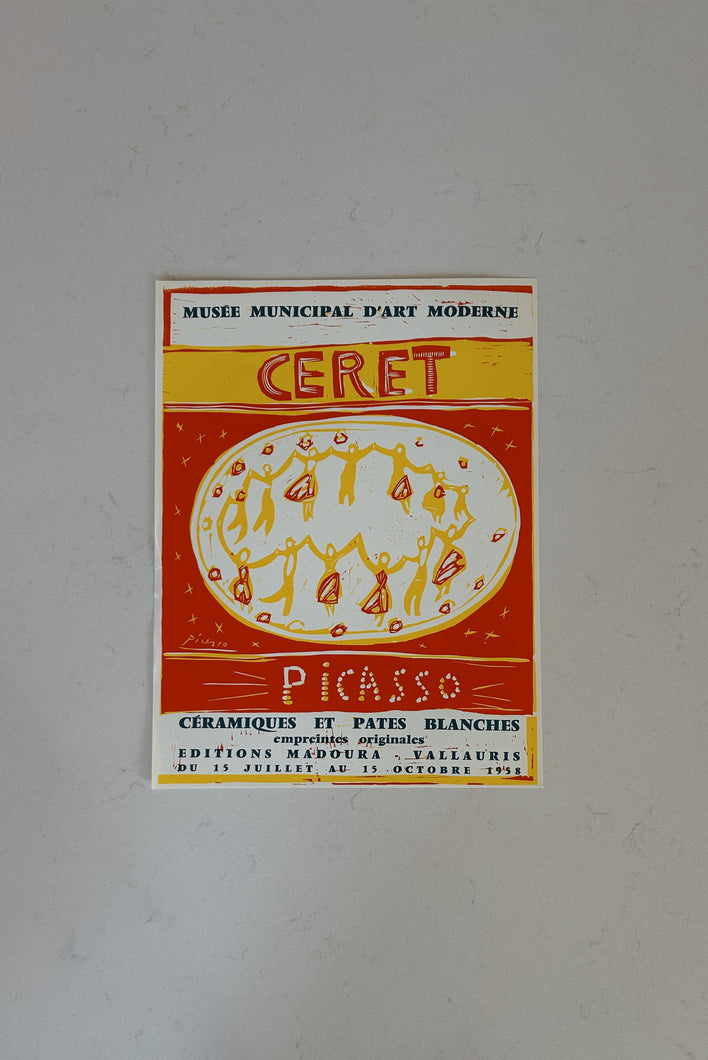 MUSÉE MUNICIPAL D'ART MODERNE
CERET
Picasso
PiCASSO
CÉRAMIQUES ET PATES BLANCHES
empreintes originales
EDITIONS MADOURA - VALLAURIS
DU 15 JUILLET AU 15 OCTOBRE 1958